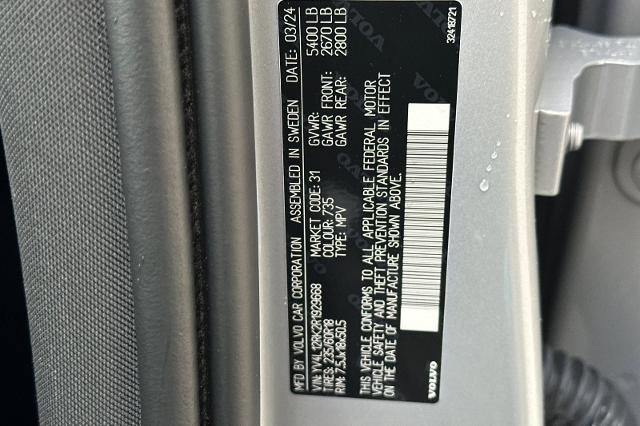 MFD BY VOLVO CAR CORPORATION ASSEMBLED IN SWEDEN DATE: 03/24
VIN: YV4L12RK2R1929668 MARKET CODE: 31 GVWR: 5400 LB
TIRES: 235/60R18 COLOUR: 735 GAWR FRONT: 2670 LB
RIM: 7.5Jx18x50.5 TYPE: MPV GAWR REAR: 2800 LB
THIS VEHICLE CONFORMS TO ALL APPLICABLE FEDERAL MOTOR
VEHICLE SAFETY AND THEFT PREVENTION STANDARDS IN EFFECT
ON THE DATE OF MANUFACTURE SHOWN ABOVE.
VOLVO 32418721